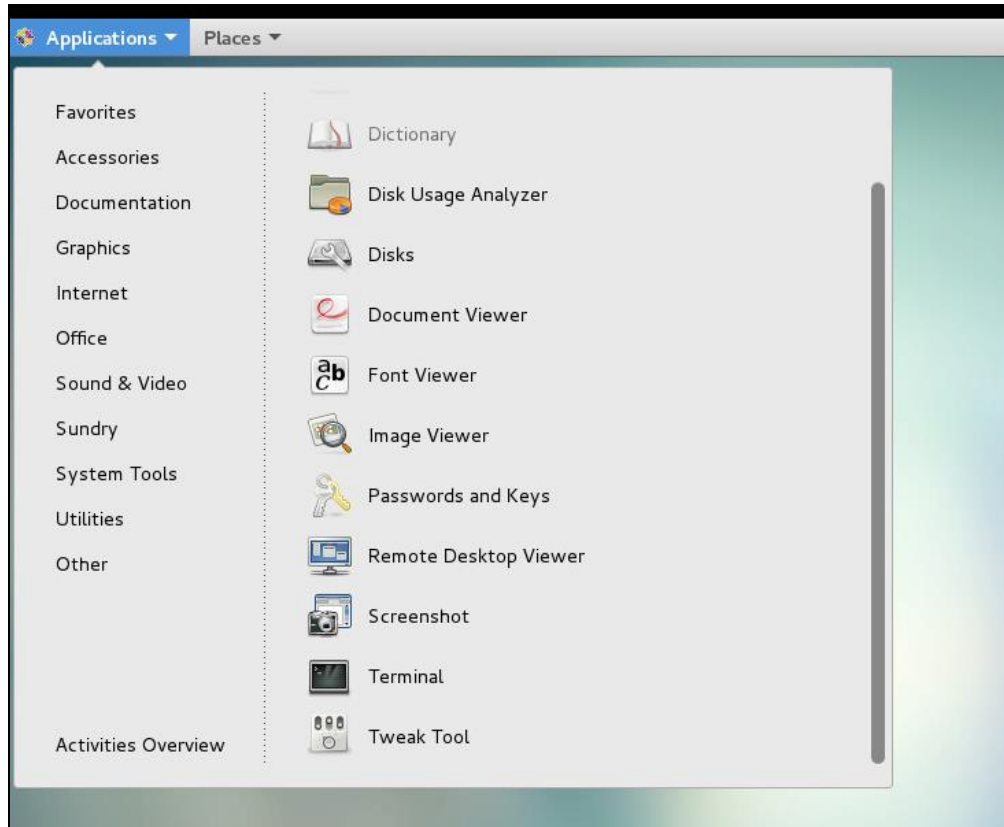 Applications
Places
Favorites
Accessories
Documentation
Graphics
Internet
Office
Sound & Video
Sundry
System Tools
Utilities
Other
Activities Overview
Dictionary
Disk Usage Analyzer
Disks
Document Viewer
Font Viewer
Image Viewer
Passwords and Keys
Remote Desktop Viewer
Screenshot
Terminal
Tweak Tool